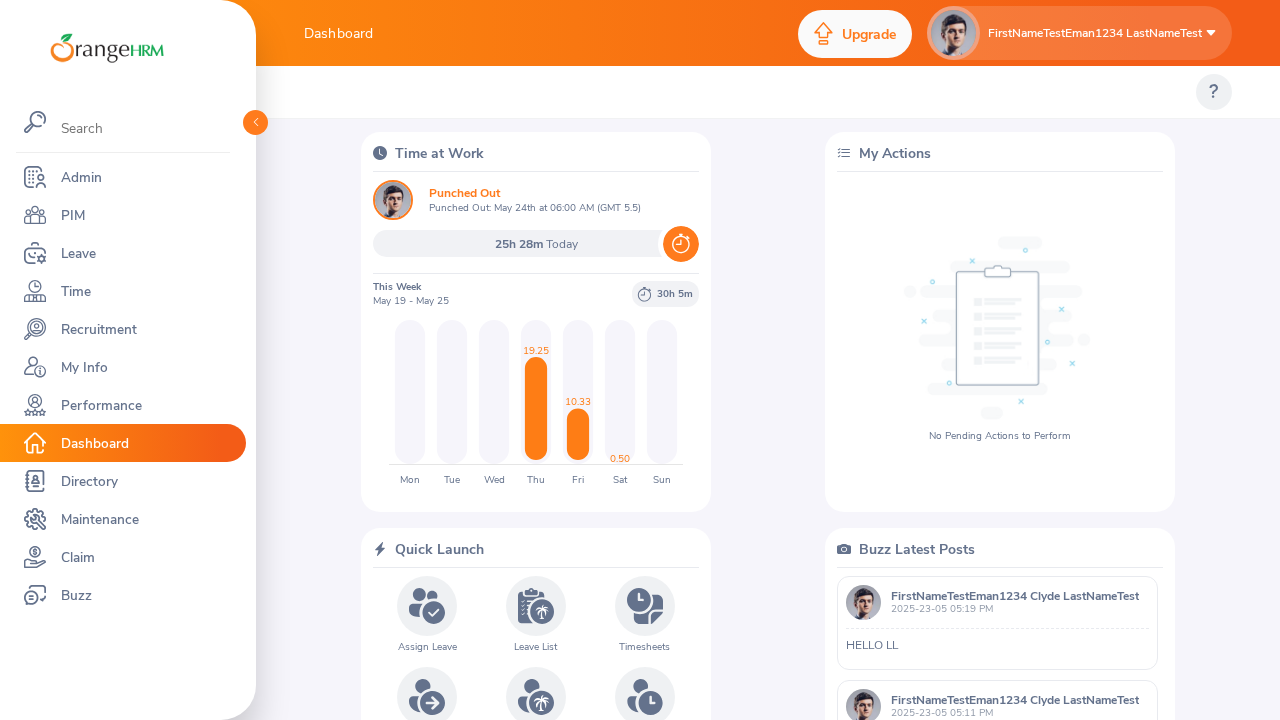 OrangeHRM
Dashboard
Upgrade
FirstNameTestEman1234 LastNameTest
?
Search
Admin
PIM
Leave
Time
Recruitment
My Info
Performance
Dashboard
Directory
Maintenance
Claim
Buzz
Time at Work
Punched Out
Punched Out: May 24th at 06:00 AM (GMT 5.5)
25h 28m Today
This Week
May 19 - May 25
30h 5m
19.25
10.33
0.50
Mon Tue Wed Thu Fri Sat Sun
My Actions
No Pending Actions to Perform
Quick Launch
Assign Leave
Leave List
Timesheets
Buzz Latest Posts
FirstNameTestEman1234 Clyde LastNameTest
2025-23-05 05:19 PM
HELLO LL
FirstNameTestEman1234 Clyde LastNameTest
2025-23-05 05:11 PM